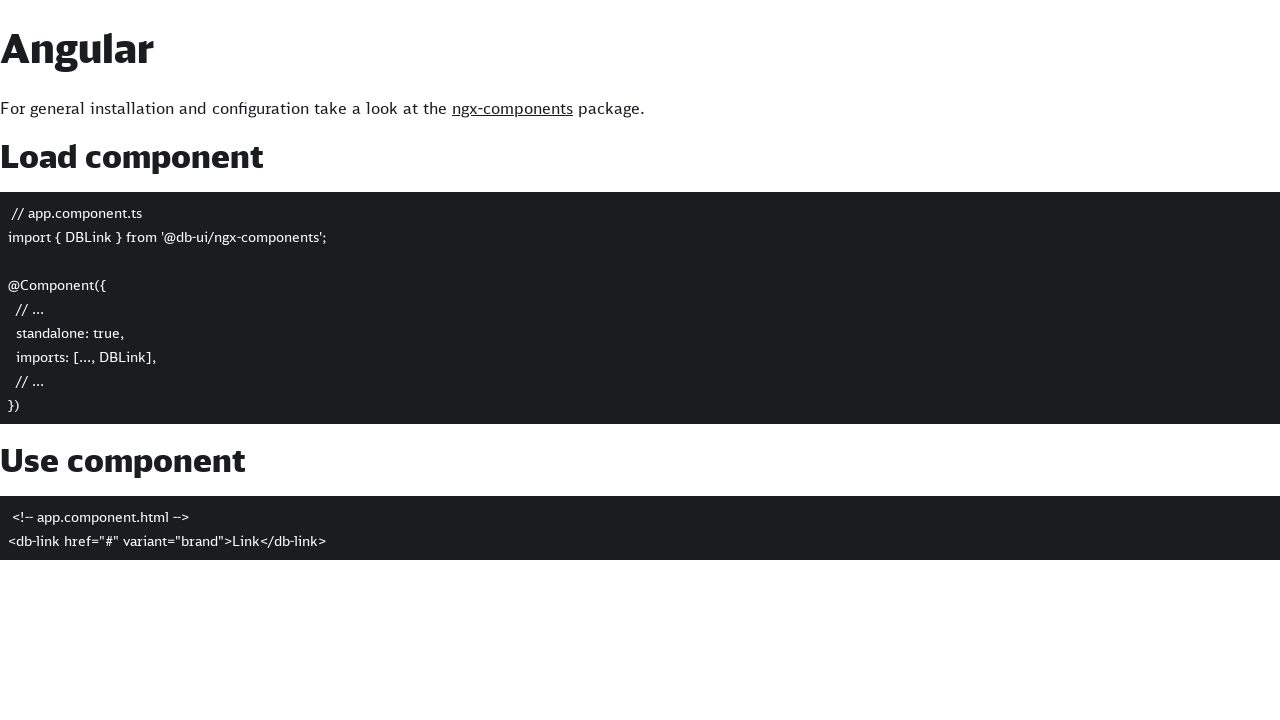 Angular
For general installation and configuration take a look at the ngx-components package.
Load component
// app.component.ts
import { DBLink } from '@db-ui/ngx-components';
@Component({
// ...
standalone: true,
imports: [..., DBLink],
// ...
})
Use component
<!-- app.component.html -->
<db-link href="#" variant="brand">Link</db-link>